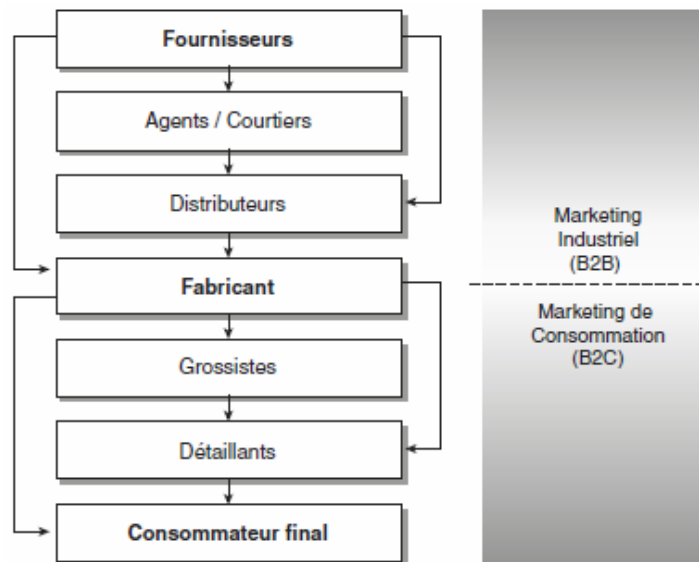 Fournisseurs
Agents / Courtiers
Distributeurs
Fabricant
Grossistes
Détaillants
Consommateur final
Marketing
Industriel
(B2B)
Marketing de
Consommation
(B2C)